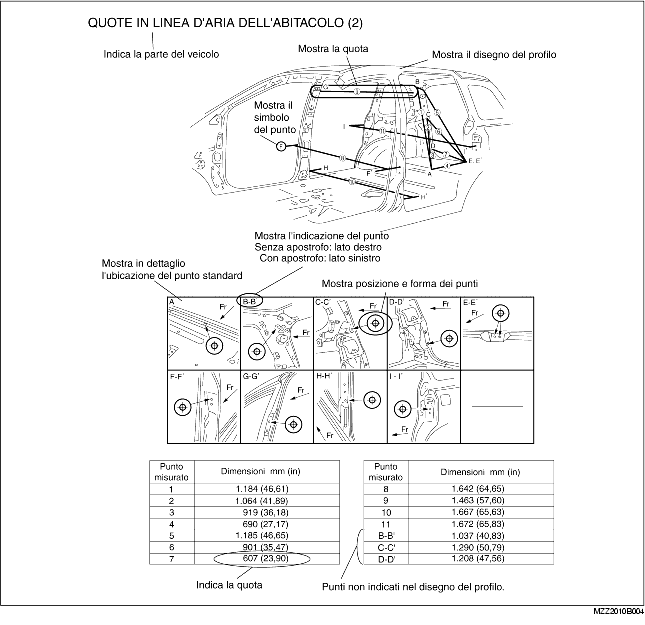 QUOTE IN LINEA D'ARIA DELL'ABITACOLO (2)
Indica la parte del veicolo
Mostra la quota
Mostra il disegno del profilo
Mostra il
simbolo
del punto
B
I
A
E, E´
F
F´
H
H´
Mostra l'indicazione del punto
Senza apostrofo: lato destro
Con apostrofo: lato sinistro
Mostra in dettaglio
l'ubicazione del punto standard
Mostra posizione e forma dei punti
A
Fr
B-B
Fr
C-C´
Fr
D-D´
Fr
E-E´
Fr
F-F´
Fr
G-G´
Fr
H-H´
Fr
I - I´
Fr
Punto misurato Dimensioni mm (in)
1 1.184 (46,61)
2 1.064 (41,89)
3 919 (36,18)
4 690 (27,17)
5 1.185 (46,65)
6 901 (35,47)
7 607 (23,90)
Punto misurato Dimensioni mm (in)
8 1.642 (64,65)
9 1.463 (57,60)
10 1.667 (65,63)
11 1.672 (65,83)
B-B' 1.037 (40,83)
C-C' 1.290 (50,79)
D-D' 1.208 (47,56)
Indica la quota
Punti non indicati nel disegno del profilo.
MZZ2010B004